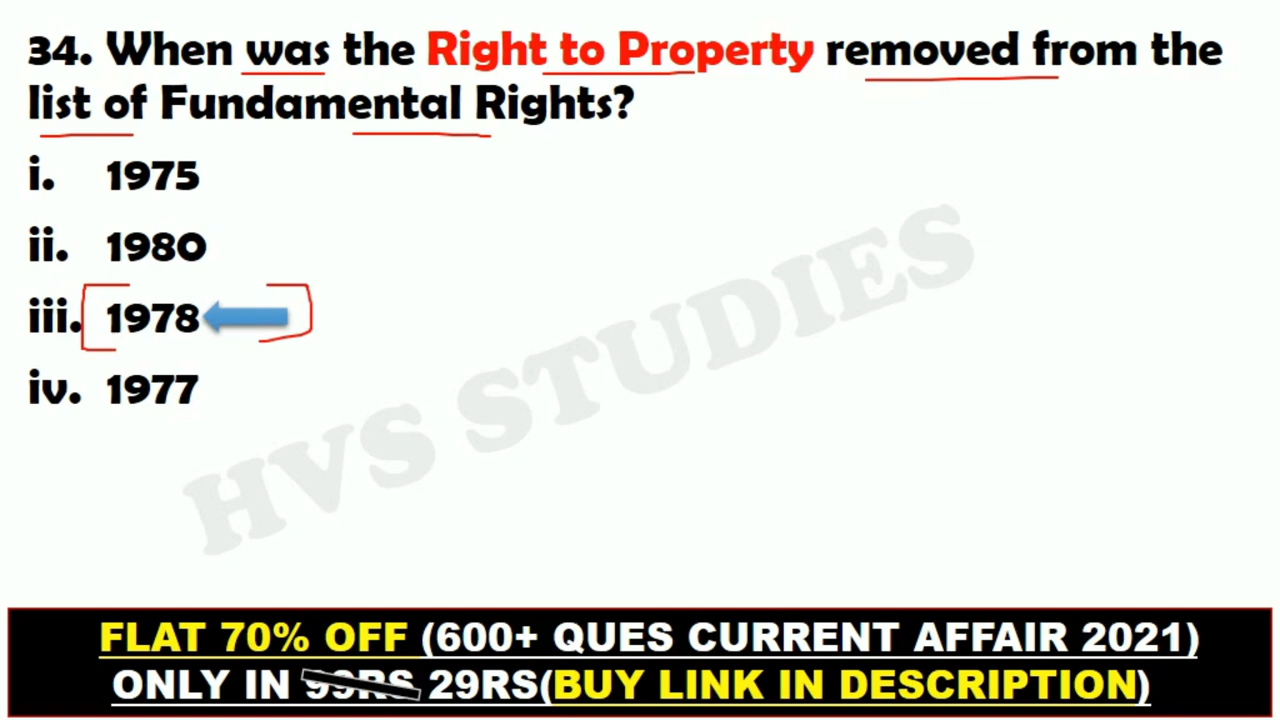 34. When was the Right to Property removed from the
list of Fundamental Rights?
i. 1975
ii. 1980
iii. 1978
iv. 1977
HVS STUDIES
FLAT 70% OFF (600+ QUES CURRENT AFFAIR 2021)
ONLY IN 99RS 29RS(BUY LINK IN DESCRIPTION)